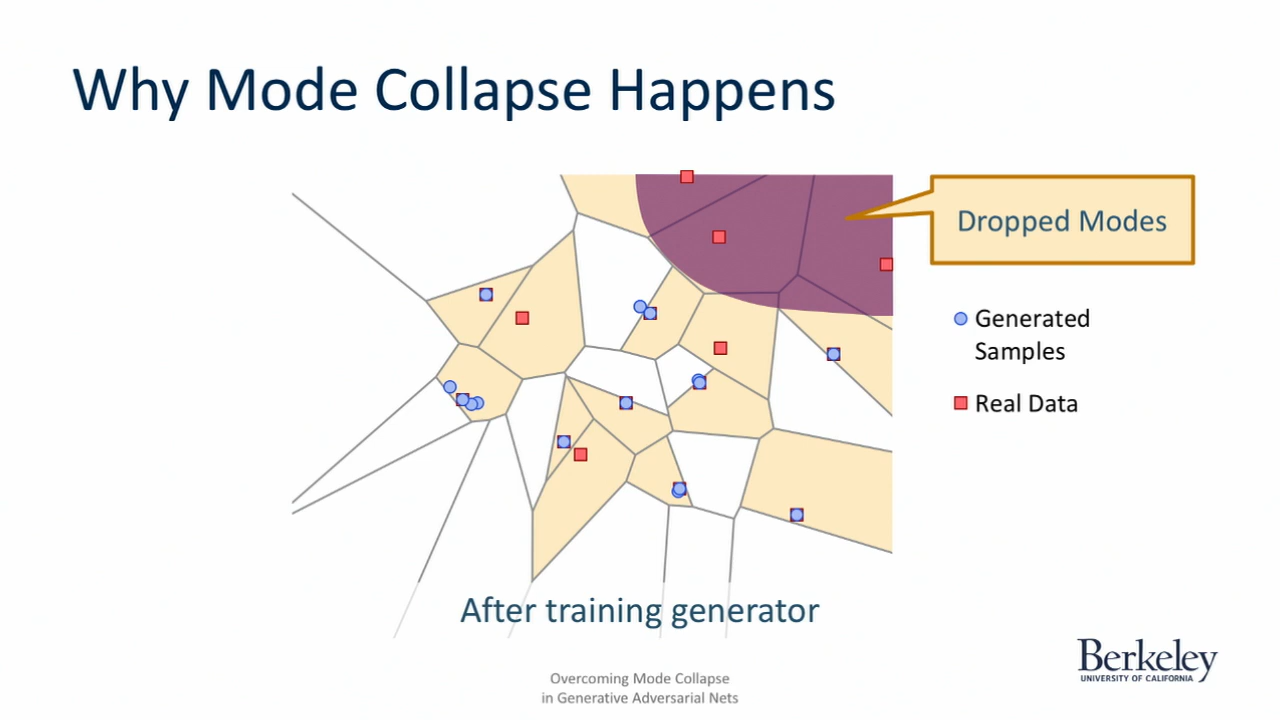 Why Mode Collapse Happens
Dropped Modes
Generated
Samples
Real Data
After training generator
Overcoming Mode Collapse
in Generative Adversarial Nets
Berkeley
UNIVERSITY OF CALIFORNIA